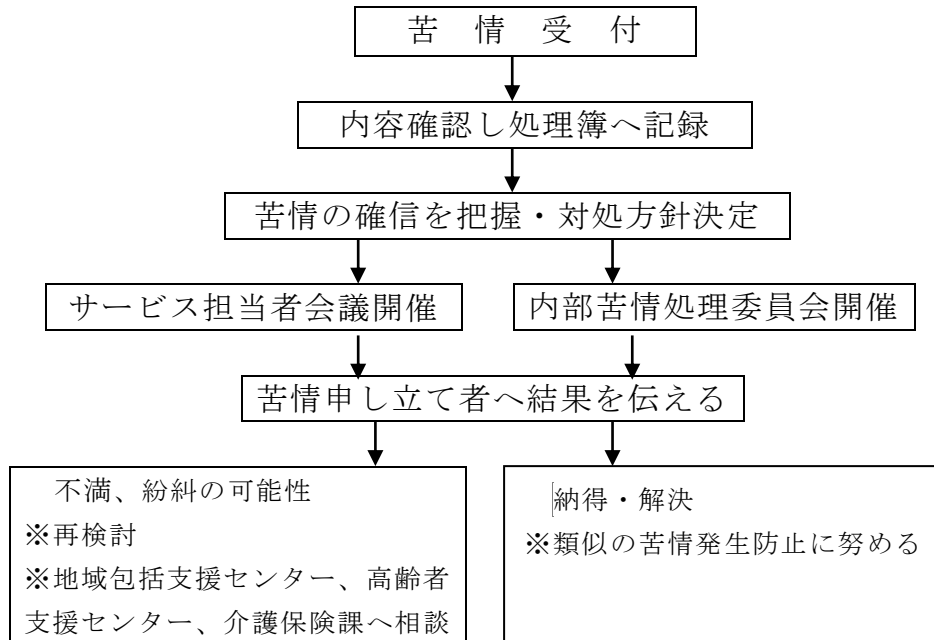 苦 情 受 付
内容確認し処理簿へ記録
苦情の確信を把握・対処方針決定
サービス担当者会議開催
内部苦情処理委員会開催
苦情申し立て者へ結果を伝える
不満、紛糾の可能性
※再検討
※地域包括支援センター、高齢者
支援センター、介護保険課へ相談
納得・解決
※類似の苦情発生防止に努める